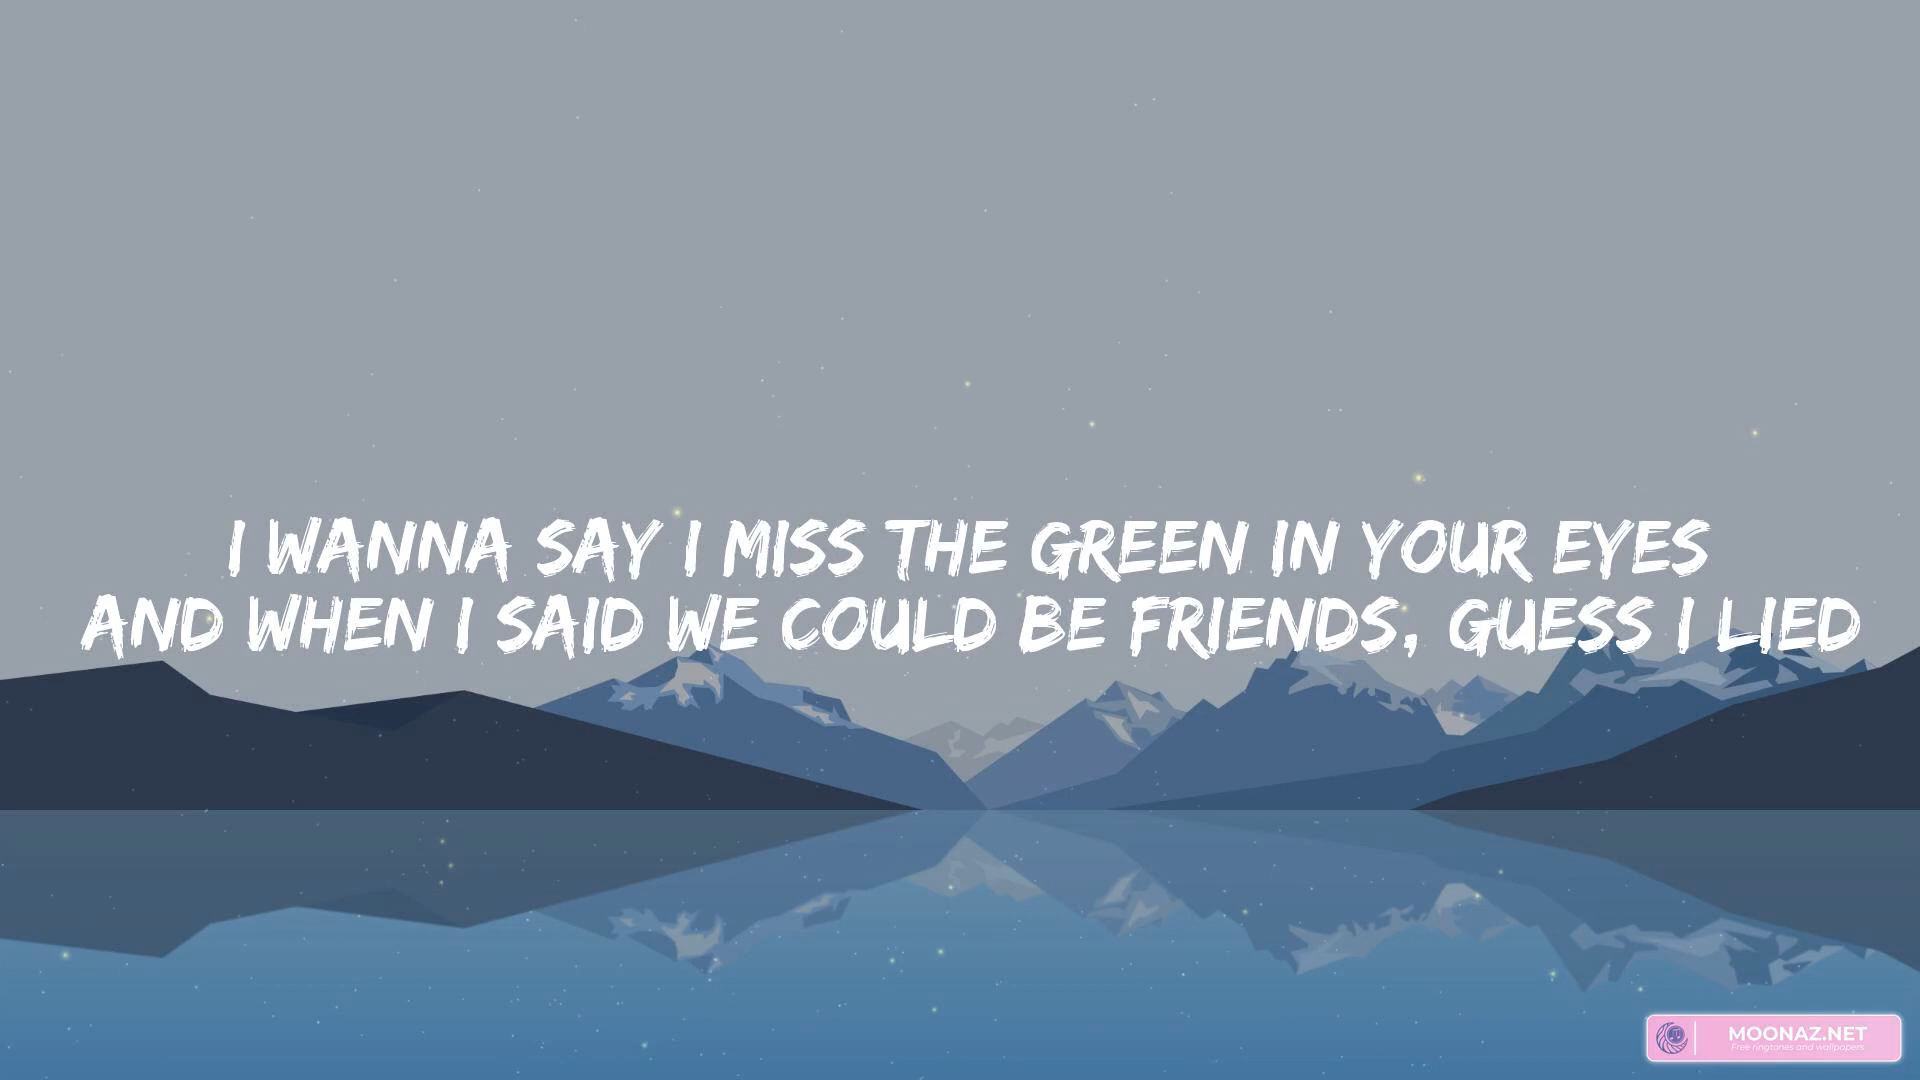 I WANNA SAY I MISS THE GREEN IN YOUR EYES
AND WHEN I SAID WE COULD BE FRIENDS, GUESS I LIED
MOONAZ.NET
Free ringtones and wallpapers